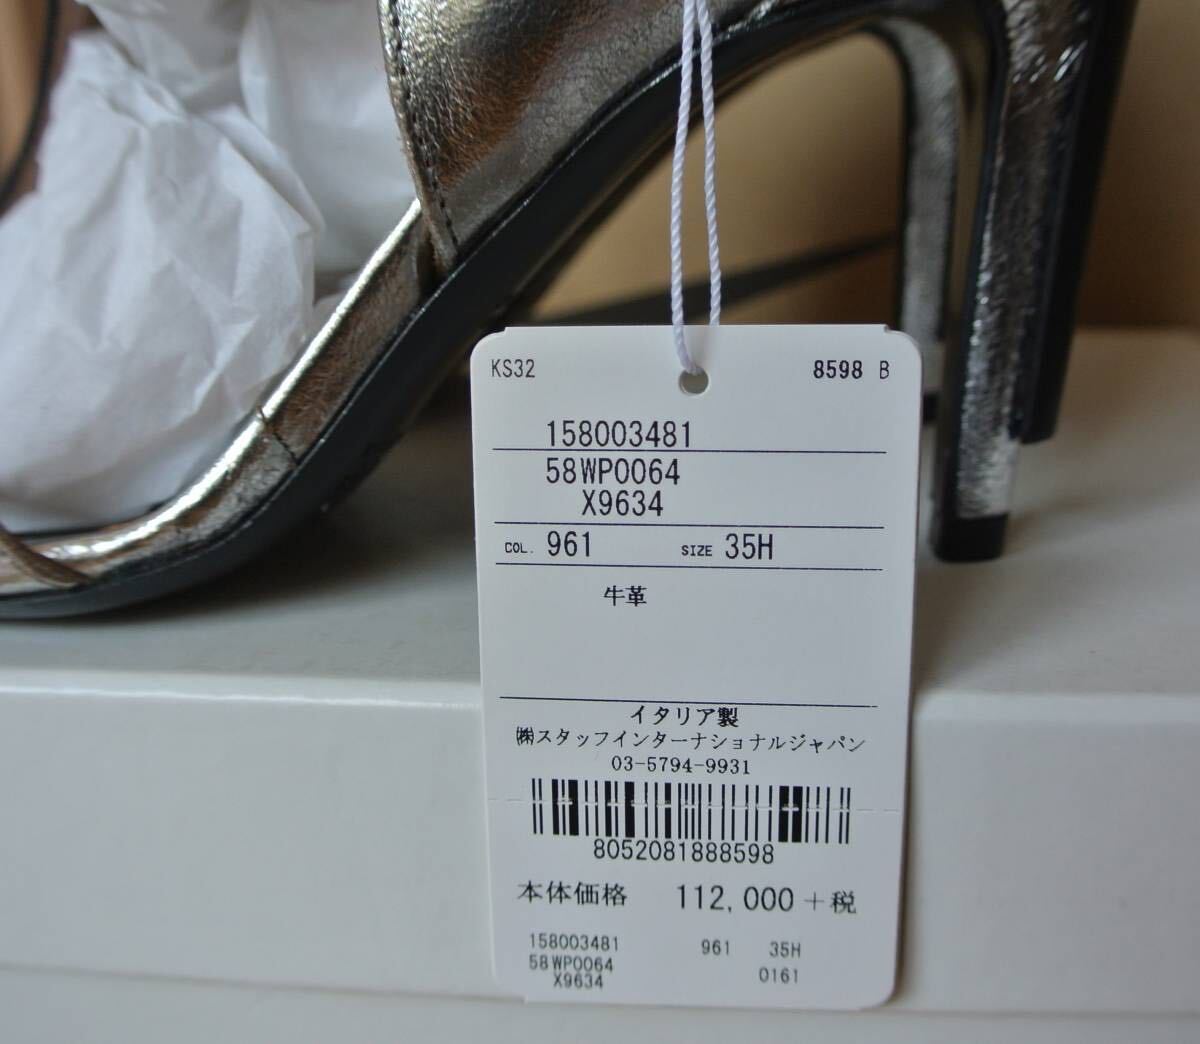 KS32 8598 B
158003481
58WP0064
X9634
COL. 961 SIZE 35H
牛革
イタリア製
㈱スタッフインターナショナルジャパン
03-5794-9931
8052081888598
本体価格 112,000 +税
158003481 961 35H
58WP0064
X9634 0161